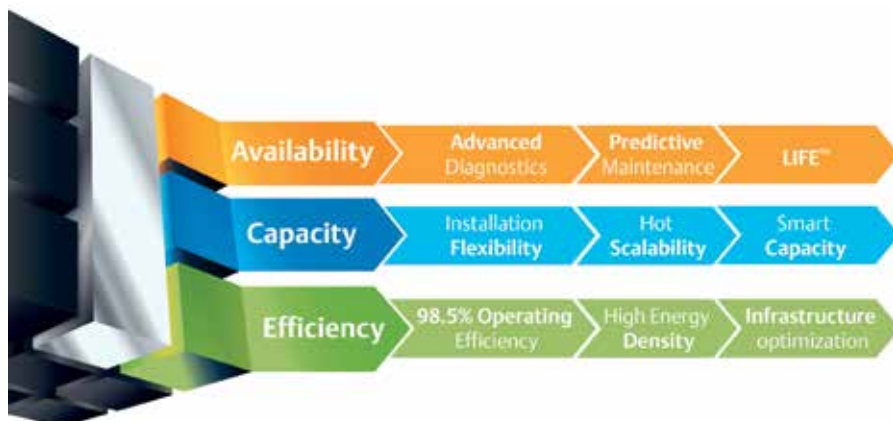 Availability
Advanced
Diagnostics
Predictive
Maintenance
LIFE™
Capacity
Installation
Flexibility
Hot
Scalability
Smart
Capacity
Efficiency
98.5% Operating
Efficiency
High Energy
Density
Infrastructure
optimization